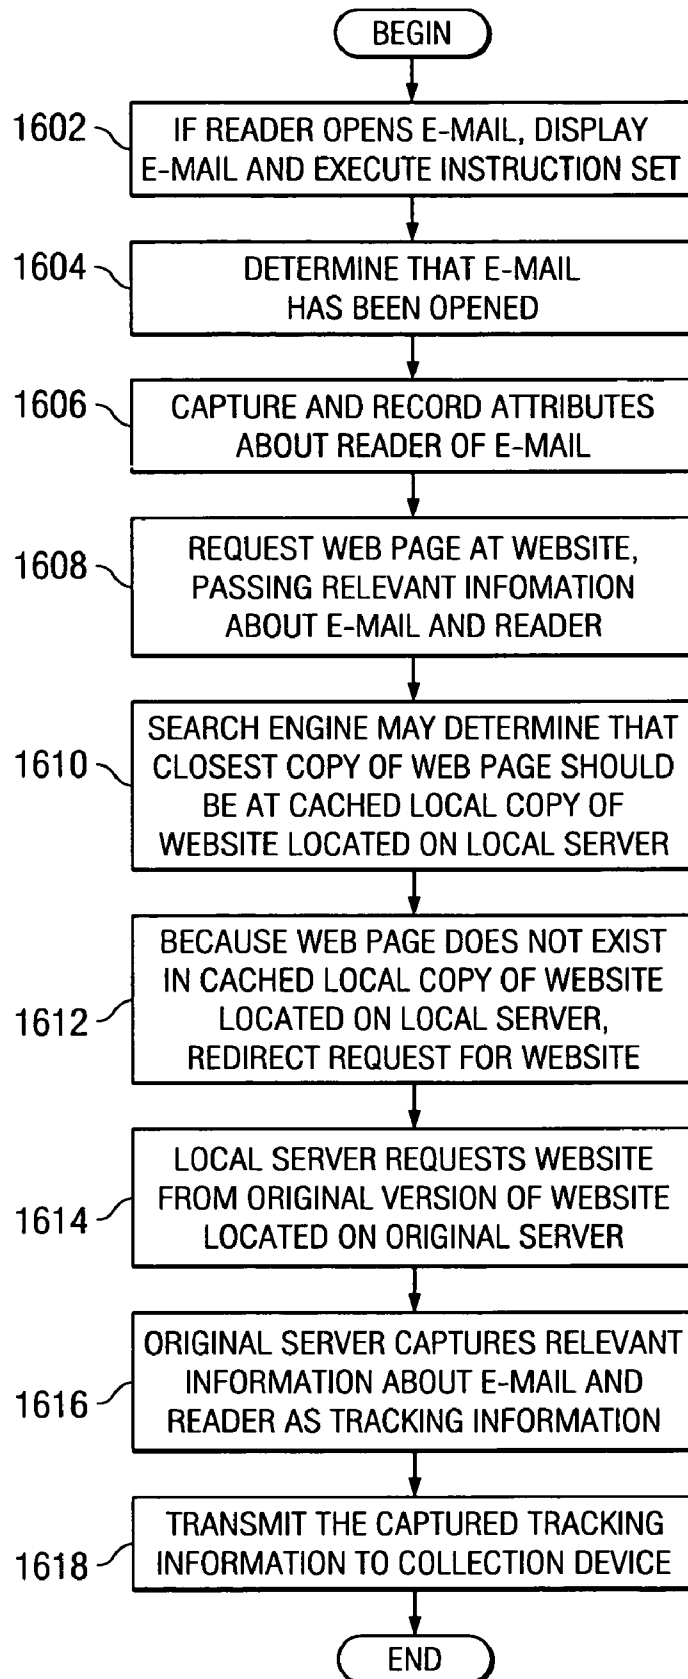 BEGIN
1602
IF READER OPENS E-MAIL, DISPLAY
E-MAIL AND EXECUTE INSTRUCTION SET
1604
DETERMINE THAT E-MAIL
HAS BEEN OPENED
1606
CAPTURE AND RECORD ATTRIBUTES
ABOUT READER OF E-MAIL
1608
REQUEST WEB PAGE AT WEBSITE,
PASSING RELEVANT INFOMATION
ABOUT E-MAIL AND READER
1610
SEARCH ENGINE MAY DETERMINE THAT
CLOSEST COPY OF WEB PAGE SHOULD
BE AT CACHED LOCAL COPY OF
WEBSITE LOCATED ON LOCAL SERVER
1612
BECAUSE WEB PAGE DOES NOT EXIST
IN CACHED LOCAL COPY OF WEBSITE
LOCATED ON LOCAL SERVER,
REDIRECT REQUEST FOR WEBSITE
1614
LOCAL SERVER REQUESTS WEBSITE
FROM ORIGINAL VERSION OF WEBSITE
LOCATED ON ORIGINAL SERVER
1616
ORIGINAL SERVER CAPTURES RELEVANT
INFORMATION ABOUT E-MAIL AND
READER AS TRACKING INFORMATION
1618
TRANSMIT THE CAPTURED TRACKING
INFORMATION TO COLLECTION DEVICE
END